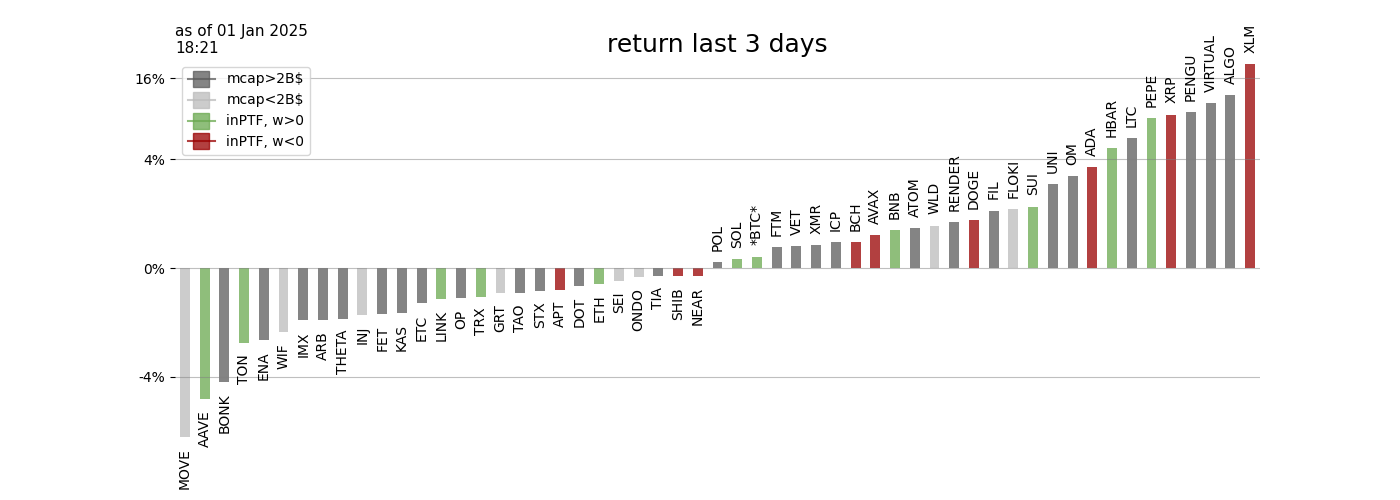 as of 01 Jan 2025
18:21
return last 3 days
mcap>2B$
mcap<2B$
inPTF, w>0
inPTF, w<0
16%
4%
0%
-4%
MOVE
AAVE
BONK
TON
ENA
WIF
IMX
ARB
THETA
INJ
FET
KAS
ETC
LINK
OP
TRX
GRT
TAO
STX
APT
DOT
ETH
SEI
ONDO
TIA
SHIB
NEAR
POL
SOL
*BTC*
FTM
VET
XMR
ICP
BCH
AVAX
BNB
ATOM
WLD
RENDER
DOGE
FIL
FLOKI
SUI
UNI
OM
ADA
HBAR
LTC
PEPE
XRP
PENGU
VIRTUAL
ALGO
XLM